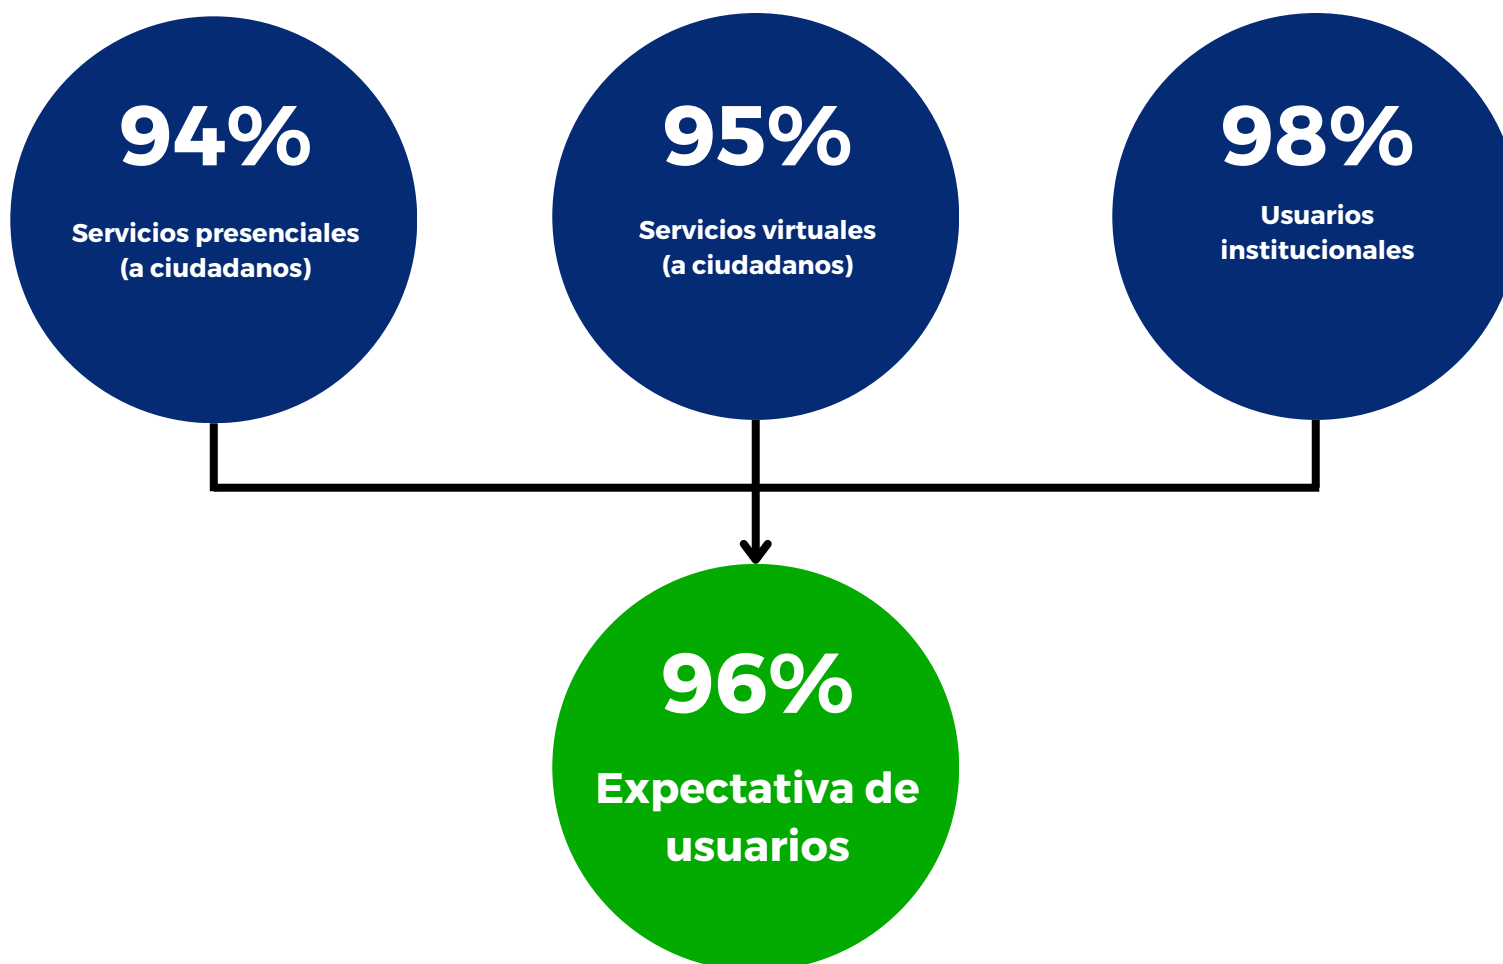 94%
Servicios presenciales
(a ciudadanos)
95%
Servicios virtuales
(a ciudadanos)
98%
Usuarios
institucionales
96%
Expectativa de
usuarios